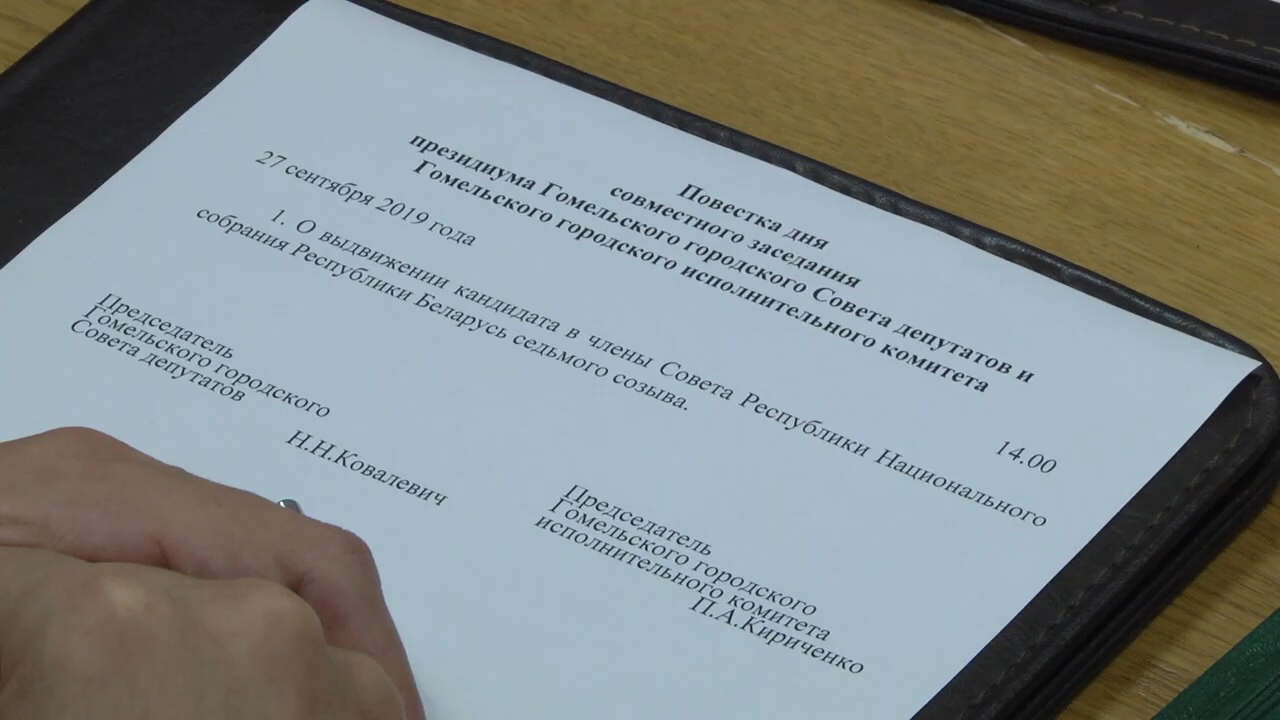 Повестка дня
совместного заседания
президиума Гомельского городского Совета депутатов и
Гомельского городского исполнительного комитета
27 сентября 2019 года
14.00
1. О выдвижении кандидата в члены Совета Республики Национального
собрания Республики Беларусь седьмого созыва.
Председатель
Гомельского городского
Совета депутатов
Н.Н.Ковалевич
Председатель
Гомельского городского
исполнительного комитета
П.А.Кириченко